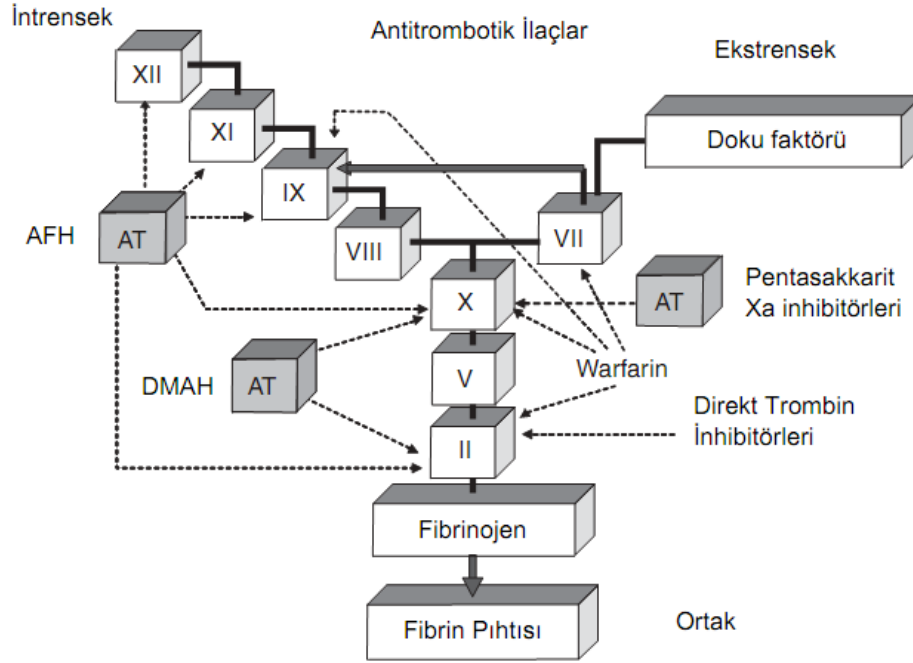 İntrensek
Antitrombotik İlaçlar
Ekstrensek
XII
XI
Doku faktörü
IX
AFH
AT
VIII
VII
X
AT
Pentasakkarit
Xa inhibitörleri
DMAH
AT
V
Warfarin
II
Direkt Trombin
İnhibitörleri
Fibrinojen
Fibrin Pıhtısı
Ortak